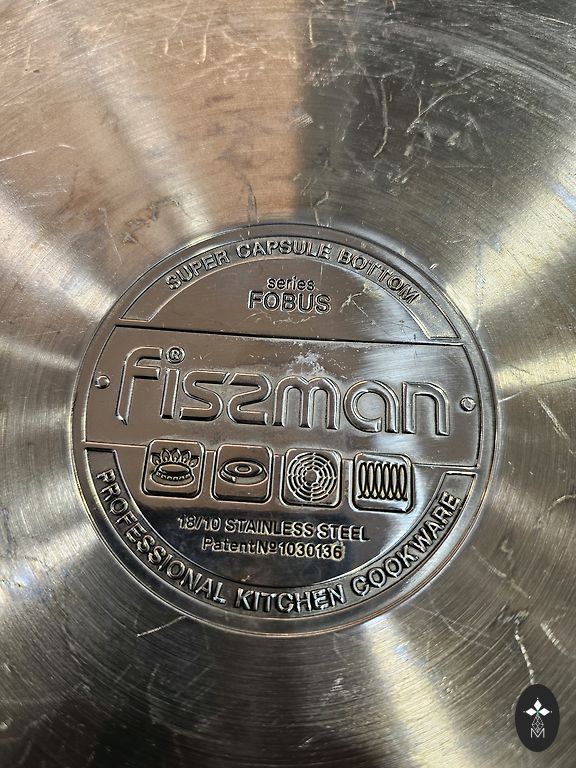 SUPER CAPSULE BOTTOM
series
FOBUS
fissman®
18/10 STAINLESS STEEL
Patent№1030136
PROFESSIONAL KITCHEN COOKWARE
M